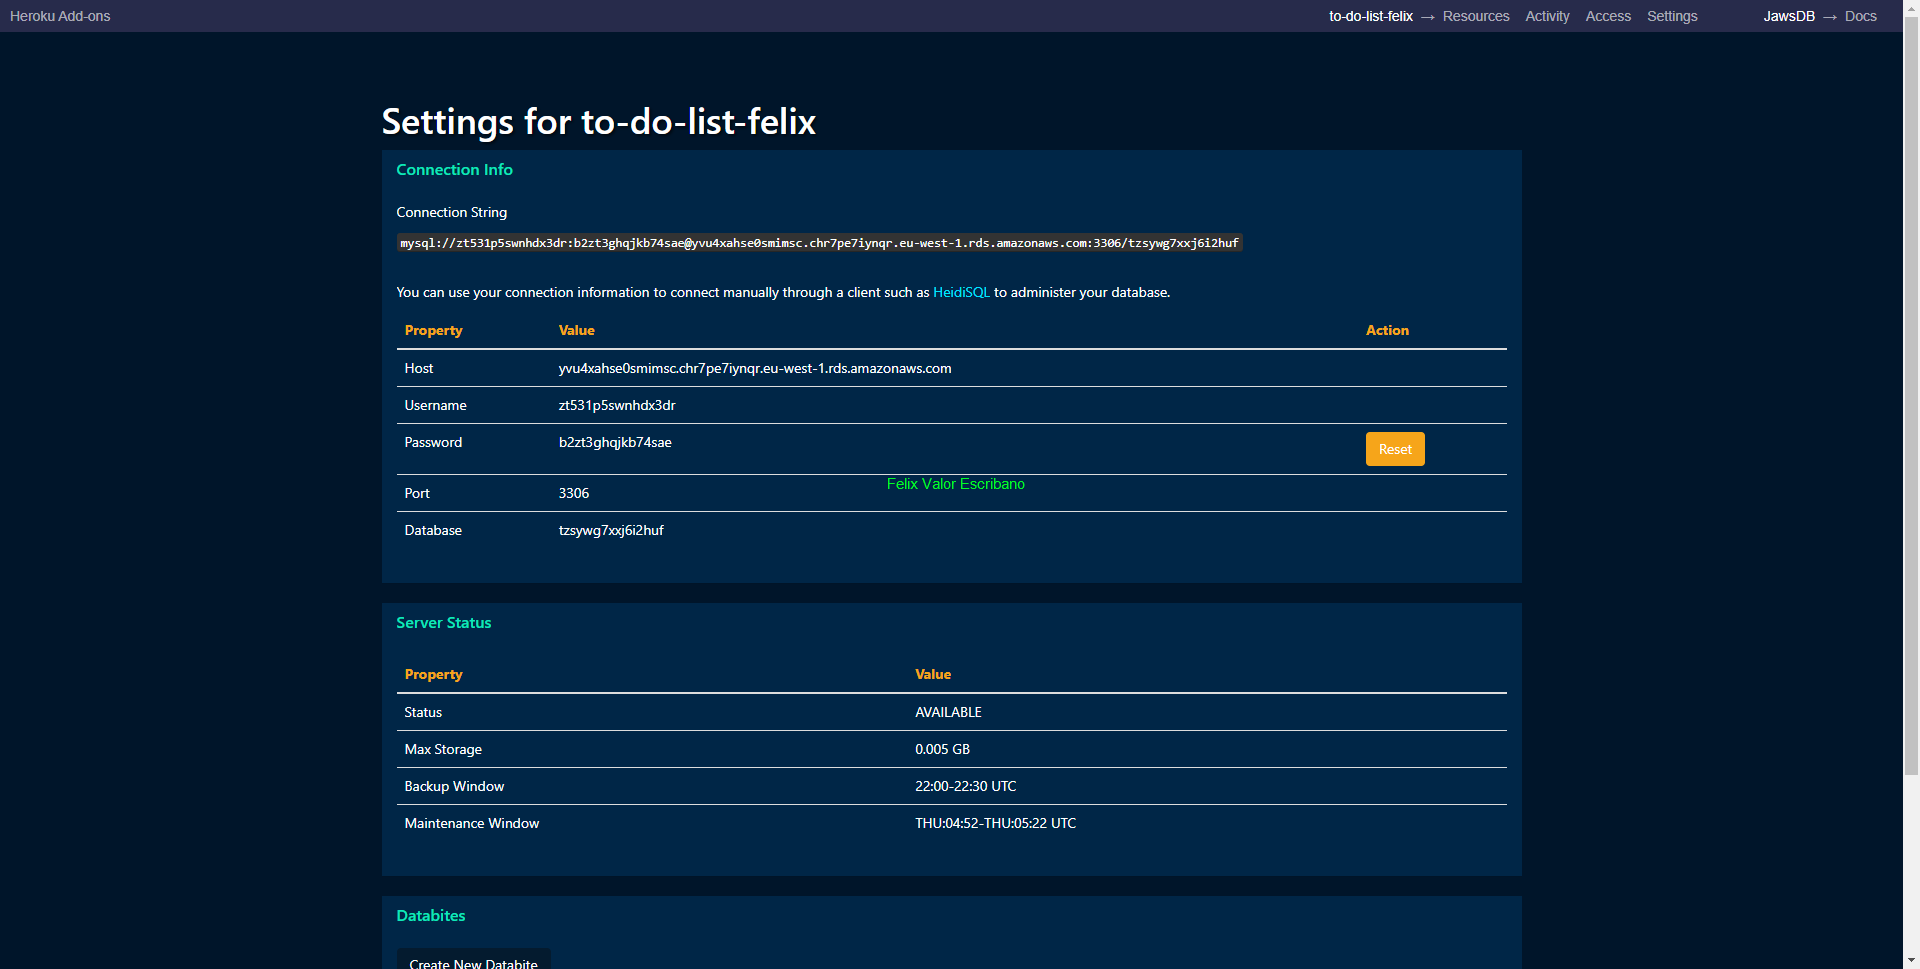 Heroku Add-ons
to-do-list-felix → Resources Activity Access Settings JawsDB → Docs
Settings for to-do-list-felix
Connection Info
Connection String
mysql://zt531p5swnhdx3dr:b2zt3ghqjkb74sae@yvu4xahse0smimsc.chr7pe7iynqr.eu-west-1.rds.amazonaws.com:3306/tzsywg7xxj6i2huf
You can use your connection information to connect manually through a client such as HeidiSQL to administer your database.
Property Value Action
Host yvu4xahse0smimsc.chr7pe7iynqr.eu-west-1.rds.amazonaws.com
Username zt531p5swnhdx3dr
Password b2zt3ghqjkb74sae Reset
Felix Valor Escribano
Port 3306
Database tzsywg7xxj6i2huf
Server Status
Property Value
Status AVAILABLE
Max Storage 0.005 GB
Backup Window 22:00-22:30 UTC
Maintenance Window THU:04:52-THU:05:22 UTC
Databites
Create New Databite